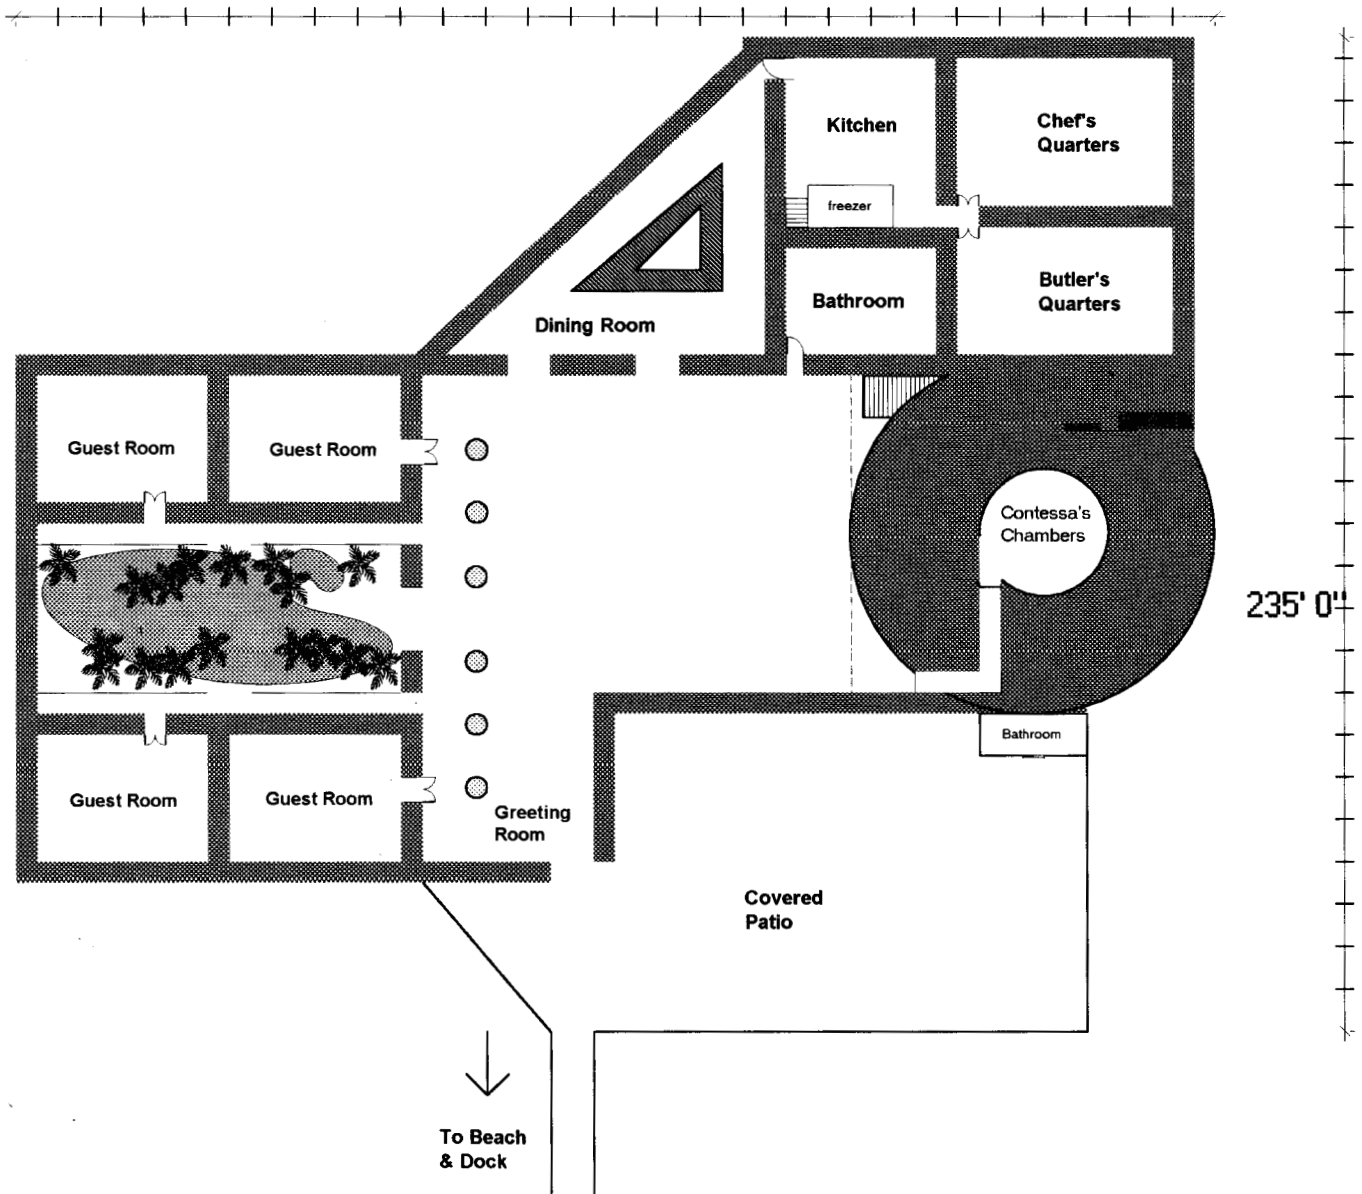 Kitchen
Chef's
Quarters
freezer
Butler's
Quarters
Bathroom
Dining Room
Guest Room
Guest Room
Contessa's
Chambers
235' 0"
Bathroom
Guest Room
Guest Room
Greeting
Room
Covered
Patio
To Beach
& Dock